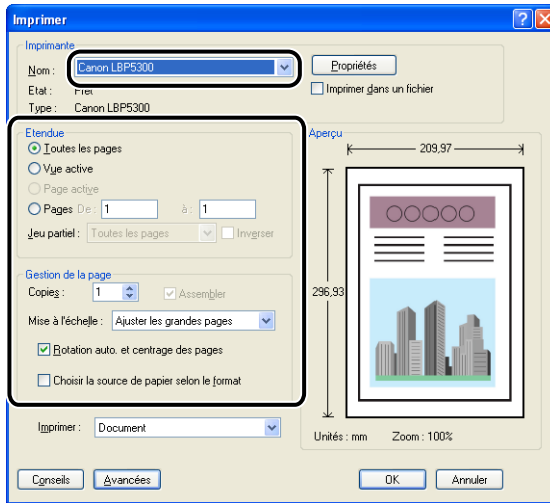 Imprimer
Imprimante
Nom : Canon LBP5300 Propriétés
Etat : Prêt Imprimer dans un fichier
Type : Canon LBP5300
Etendue
Toutes les pages
Vue active
Page active
Pages De : 1 à : 1
Jeu partiel : Toutes les pages Inverser
Gestion de la page
Copies : 1 Assembler
Mise à l'échelle : Ajuster les grandes pages
Rotation auto. et centrage des pages
Choisir la source de papier selon le format
Imprimer : Document
Aperçu
209,97
296,93
Unités : mm Zoom : 100%
Conseils Avancées OK Annuler